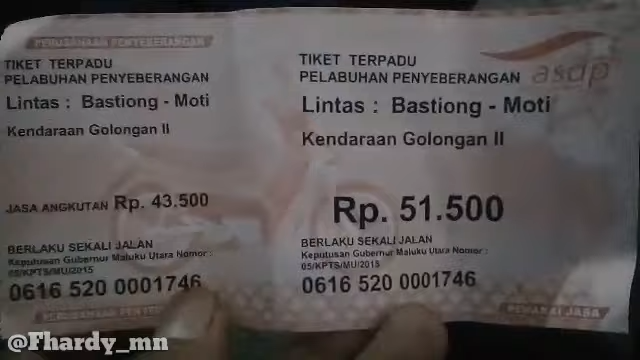 PERUSAHAAN PENYEBERANGAN
TIKET TERPADU
PELABUHAN PENYEBERANGAN
Lintas : Bastiong - Moti
Kendaraan Golongan II
JASA ANGKUTAN Rp. 43.500
BERLAKU SEKALI JALAN
Keputusan Gubernur Maluku Utara Nomor :
05/KPTS/MU/2015
0616 520 0001746
TIKET TERPADU
PELABUHAN PENYEBERANGAN
asdp
Lintas : Bastiong - Moti
Kendaraan Golongan II
Rp. 51.500
BERLAKU SEKALI JALAN
Keputusan Gubernur Maluku Utara Nomor :
05/KPTS/MU/2015
0616 520 0001746
PEMAKAI JASA
@Fhardy_mn